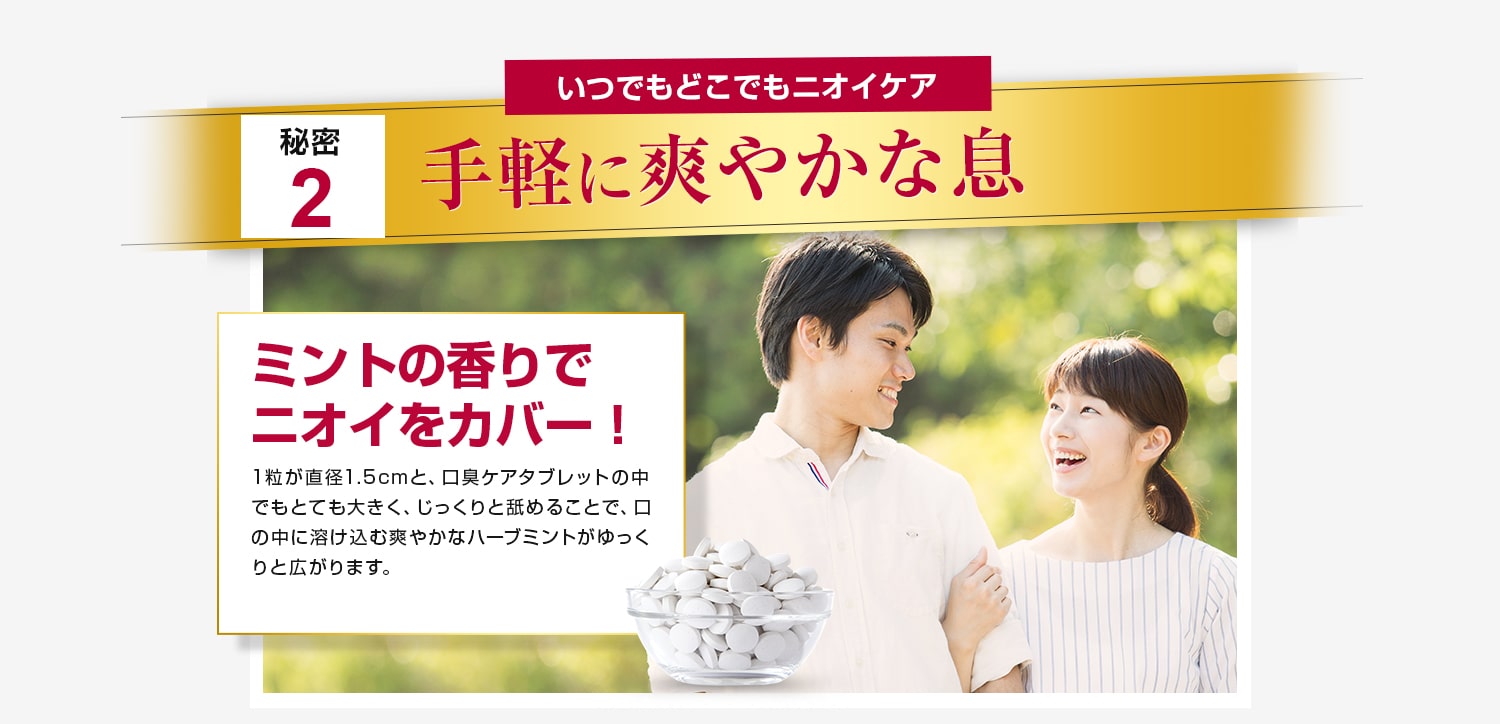 いつでもどこでもニオイケア
秘密
2
手軽に爽やかな息
ミントの香りで
ニオイをカバー！
1粒が直径1.5cmと、口臭ケアタブレットの中
でもとても大きく、じっくりと舐めることで、口
の中に溶け込む爽やかなハーブミントがゆっく
りと広がります。